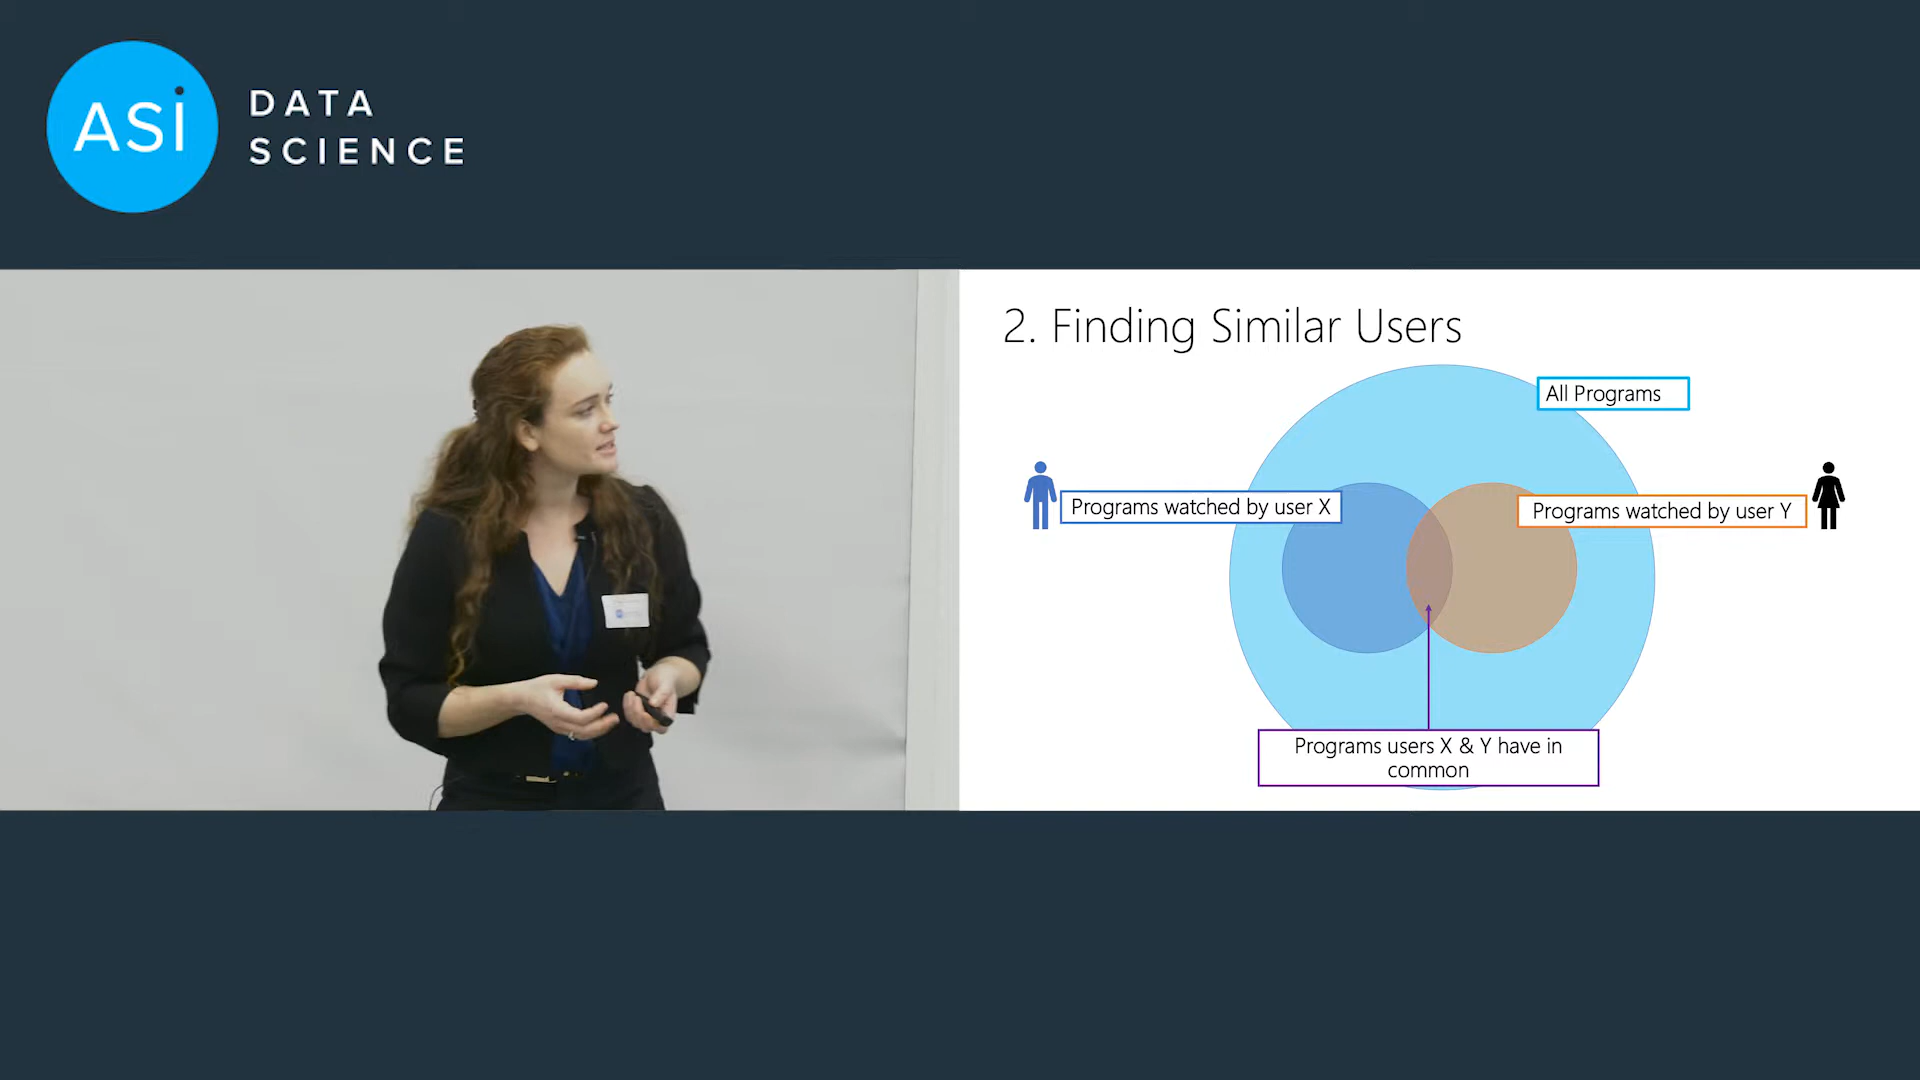 ASI
DATA
SCIENCE
2. Finding Similar Users
All Programs
Programs watched by user X
Programs watched by user Y
Programs users X & Y have in
common